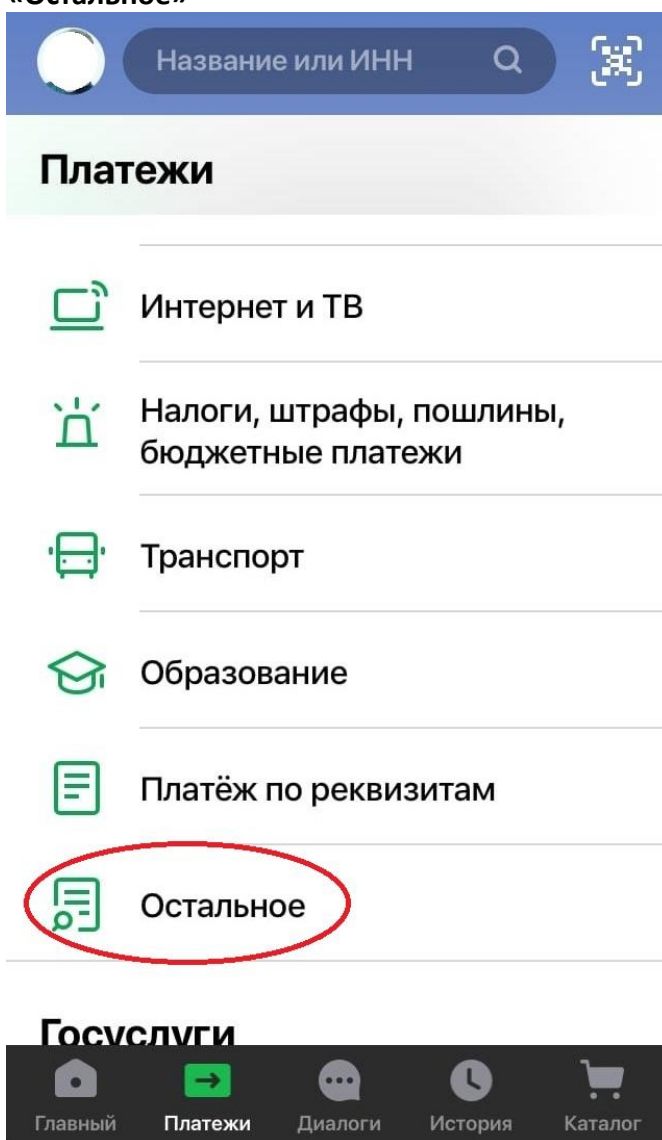 «Остальное»
Название или ИНН
Платежи
Интернет и ТВ
Налоги, штрафы, пошлины,
бюджетные платежи
Транспорт
Образование
Платёж по реквизитам
Остальное
Госуслуги
Главный Платежи Диалоги История Каталог